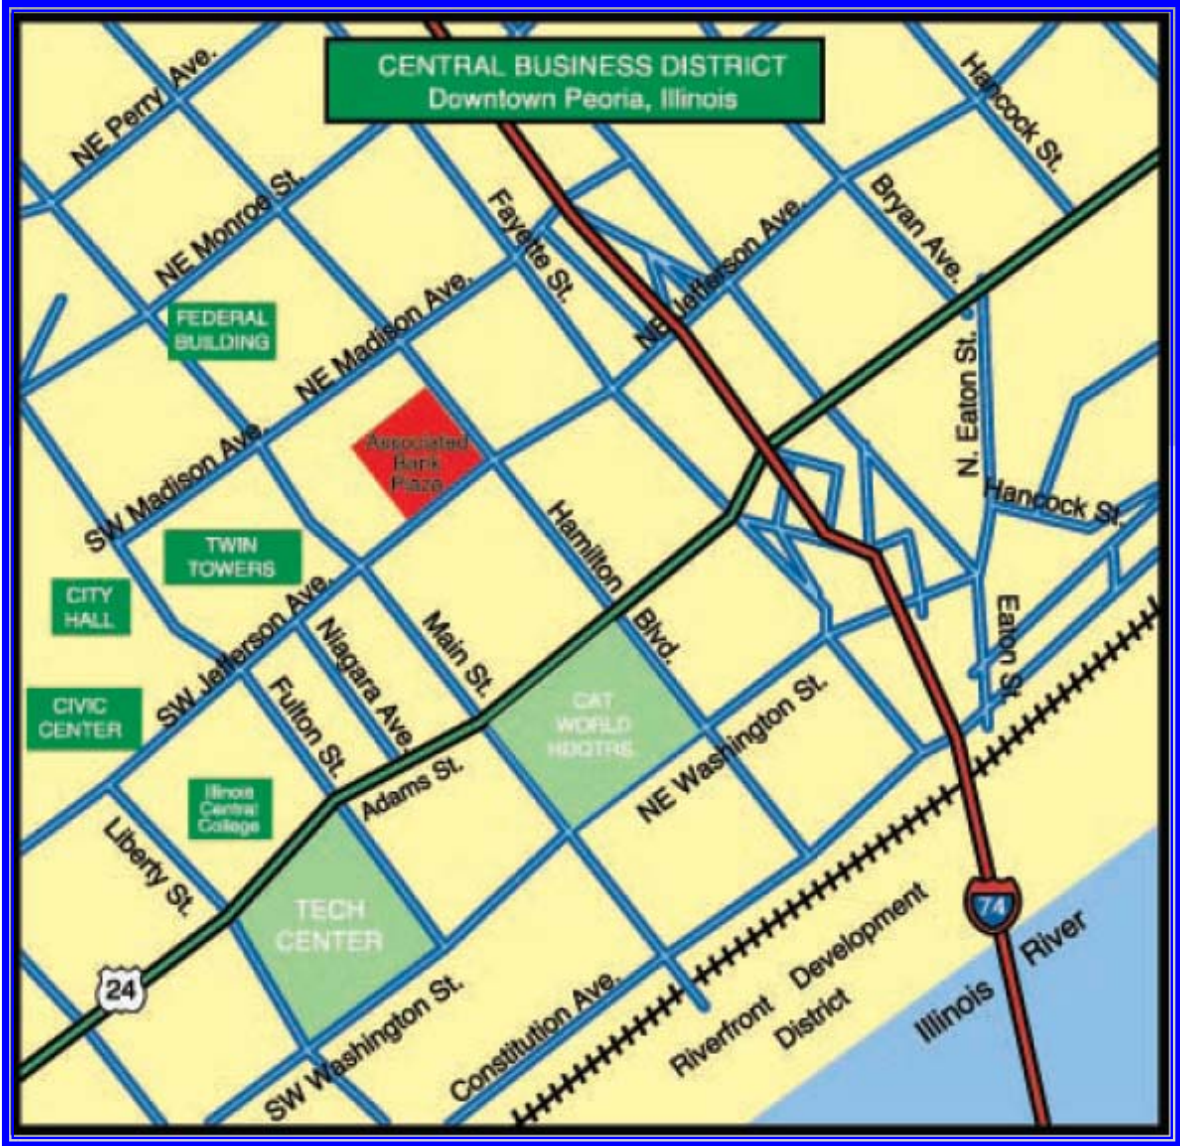 CENTRAL BUSINESS DISTRICT
Downtown Peoria, Illinois
NE Perry Ave.
Hancock St.
NE Monroe St.
Fayette St.
Bryan Ave.
NE Jefferson Ave.
NE Madison Ave.
FEDERAL
BUILDING
N. Eaton St.
SW Madison Ave.
Associated
Bank
Plaza
Hancock St.
Hamilton
Blvd.
TWIN
TOWERS
CITY
HALL
SW Jefferson Ave.
Niagara Ave.
Main St.
Eaton St.
CIVIC
CENTER
Fulton St.
CAT
WORLD
HDQTRS
NE Washington St.
Adams St.
Illinois
Central
College
Liberty St.
TECH
CENTER
24
74
SW Washington St.
Constitution Ave.
Riverfront Development
District
Illinois River